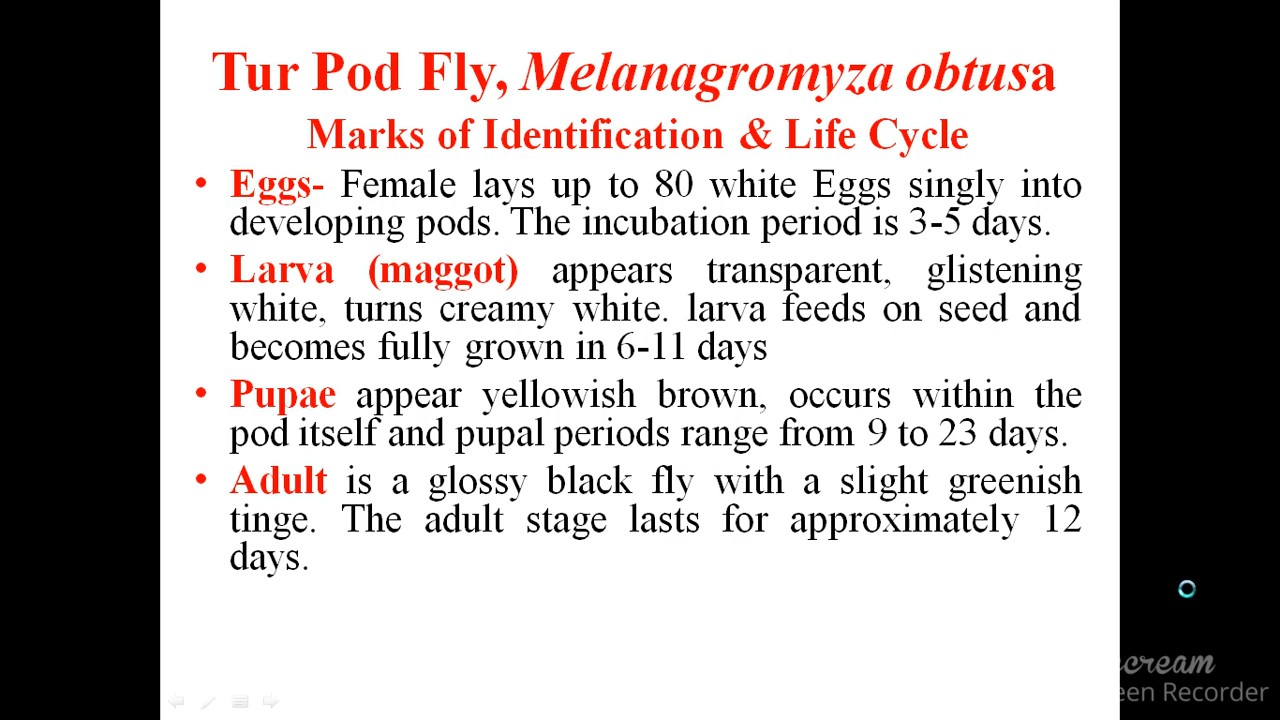 Tur Pod Fly, Melanagromyza obtusa
Marks of Identification & Life Cycle
• Eggs- Female lays up to 80 white Eggs singly into
developing pods. The incubation period is 3-5 days.
• Larva (maggot) appears transparent, glistening
white, turns creamy white. larva feeds on seed and
becomes fully grown in 6-11 days
• Pupae appear yellowish brown, occurs within the
pod itself and pupal periods range from 9 to 23 days.
• Adult is a glossy black fly with a slight greenish
tinge. The adult stage lasts for approximately 12
days.
cream
een Recorder